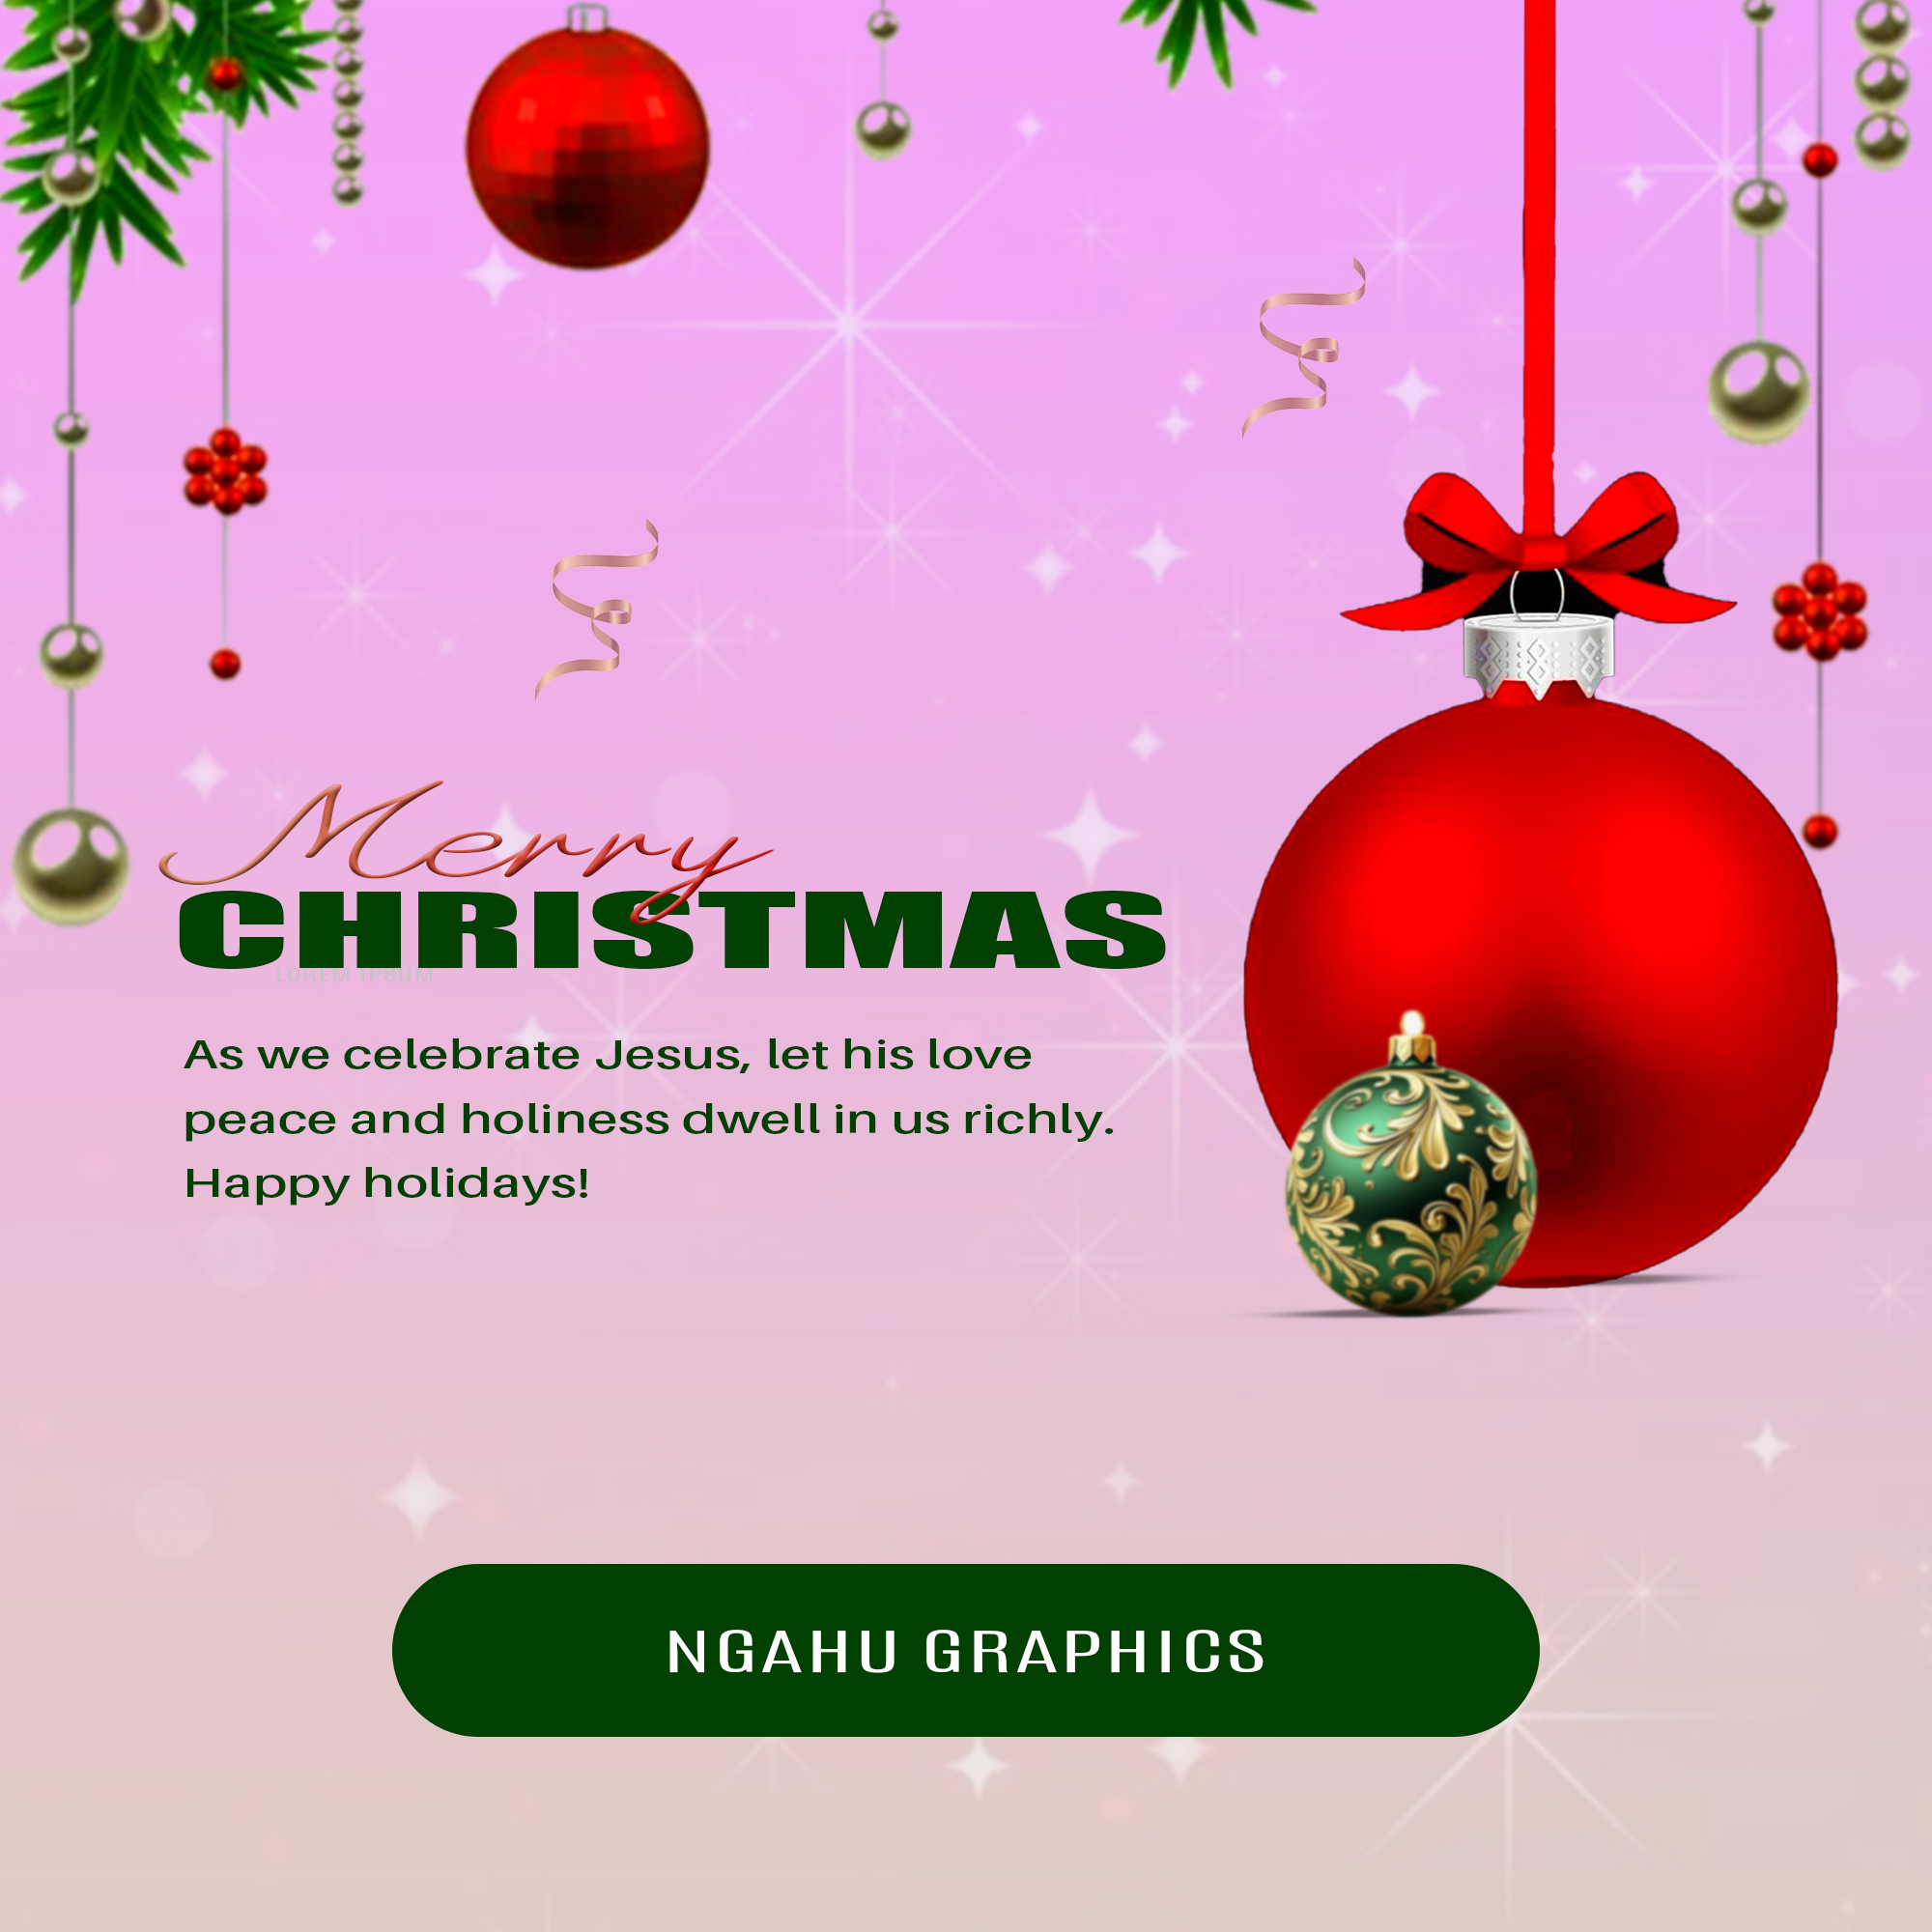 Merry
CHRISTMAS
LOREM IPSUM
As we celebrate Jesus, let his love
peace and holiness dwell in us richly.
Happy holidays!
NGAHU GRAPHICS